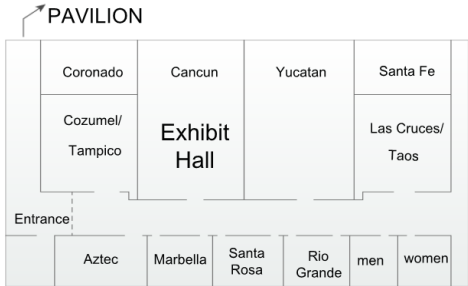 PAVILION
Coronado
Cancun
Yucatan
Santa Fe
Cozumel/
Tampico
Exhibit
Hall
Las Cruces/
Taos
Entrance
Aztec
Marbella
Santa
Rosa
Rio
Grande
men
women